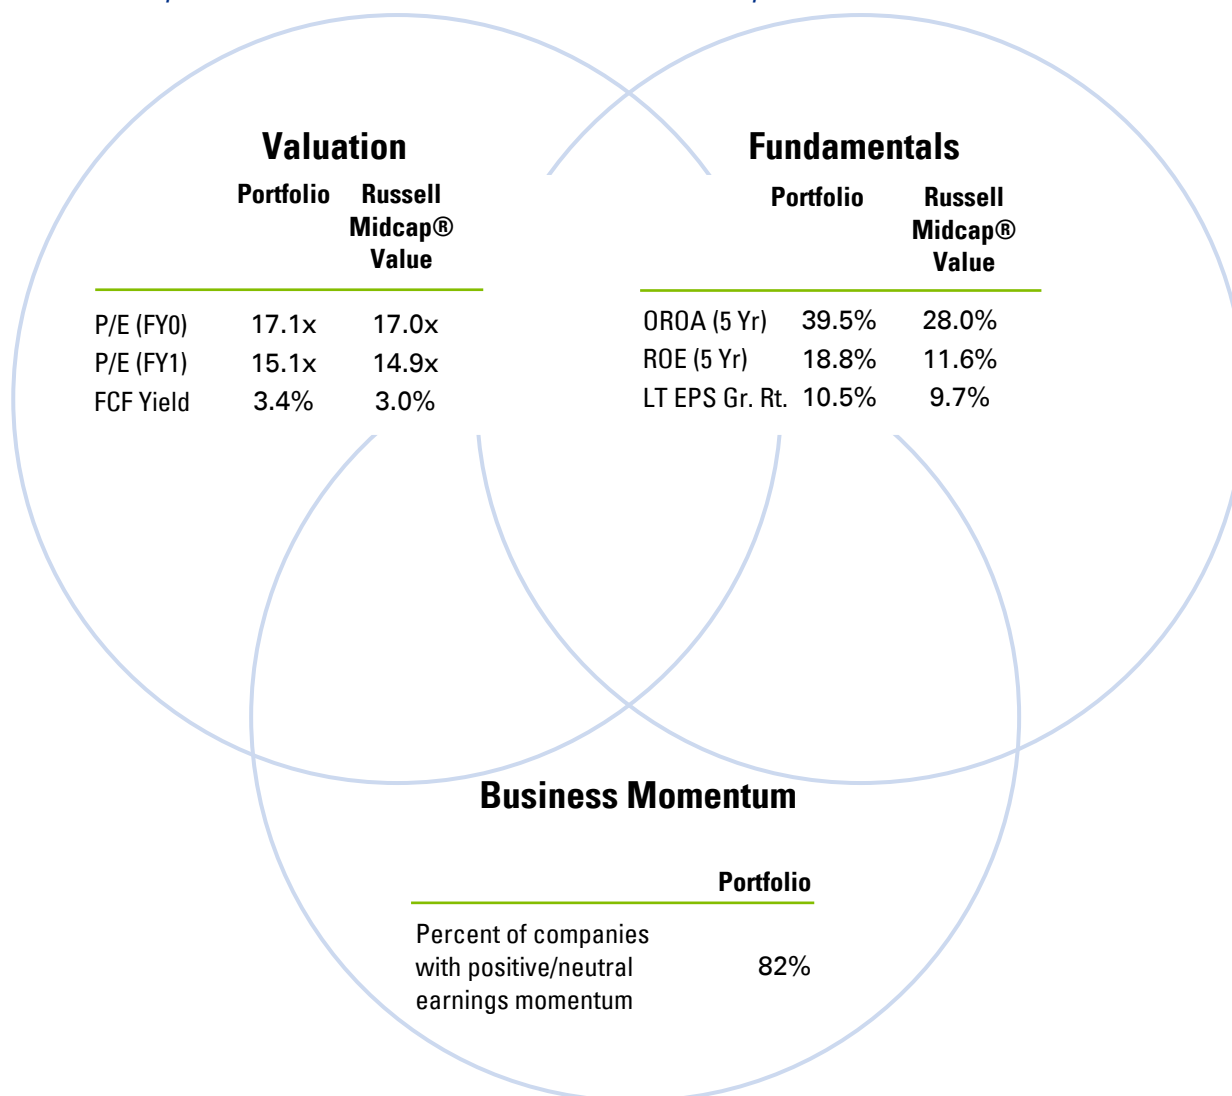 Valuation
Portfolio Russell
Midcap®
Value
P/E (FY0) 17.1x 17.0x
P/E (FY1) 15.1x 14.9x
FCF Yield 3.4% 3.0%
Fundamentals
Portfolio Russell
Midcap®
Value
OROA (5 Yr) 39.5% 28.0%
ROE (5 Yr) 18.8% 11.6%
LT EPS Gr. Rt. 10.5% 9.7%
Business Momentum
Portfolio
Percent of companies
with positive/neutral 82%
earnings momentum